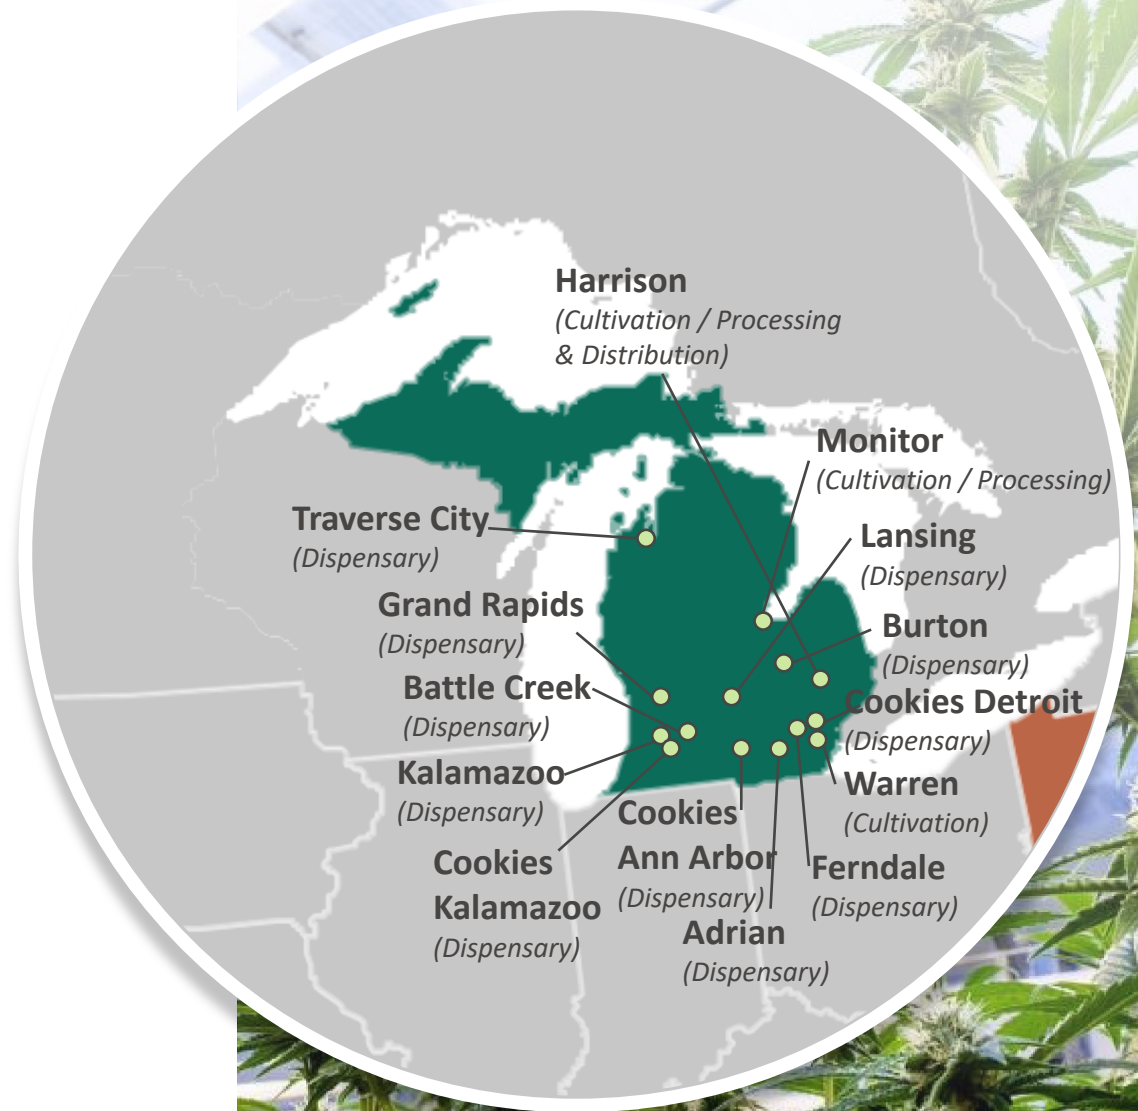 Harrison
(Cultivation / Processing
& Distribution)
Monitor
(Cultivation / Processing)
Traverse City
(Dispensary)
Lansing
(Dispensary)
Grand Rapids
(Dispensary)
Burton
(Dispensary)
Battle Creek
(Dispensary)
Cookies Detroit
(Dispensary)
Kalamazoo
(Dispensary)
Warren
(Cultivation)
Cookies
Ann Arbor
(Dispensary)
Cookies
Kalamazoo
(Dispensary)
Ferndale
(Dispensary)
Adrian
(Dispensary)